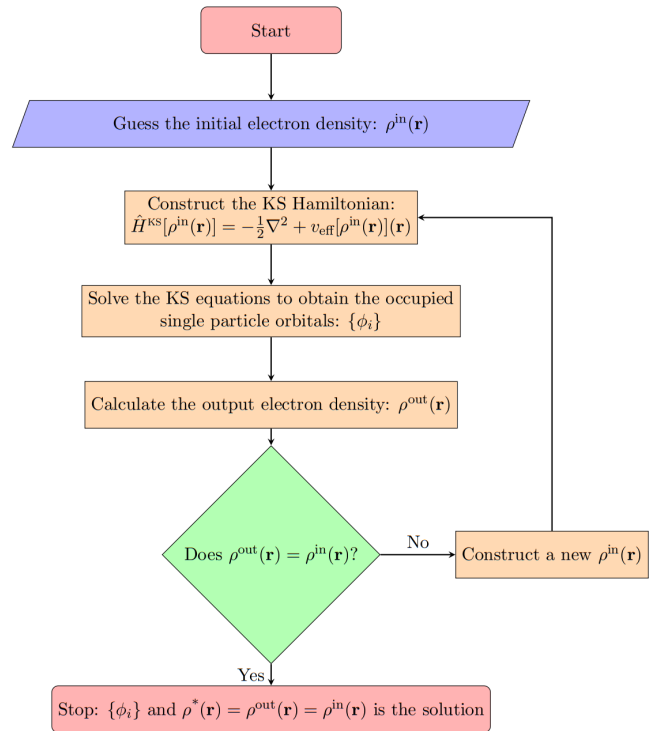 Start
Guess the initial electron density: ρ^in(𝐫)
Construct the KS Hamiltonian:
Ĥ^KS[ρ^in(𝐫)] = −½∇² + v_eff[ρ^in(𝐫)](𝐫)
Solve the KS equations to obtain the occupied
single particle orbitals: {ϕ_i}
Calculate the output electron density: ρ^out(𝐫)
Does ρ^out(𝐫) = ρ^in(𝐫)?
No
Construct a new ρ^in(𝐫)
Yes
Stop: {ϕ_i} and ρ^*(𝐫) = ρ^out(𝐫) = ρ^in(𝐫) is the solution